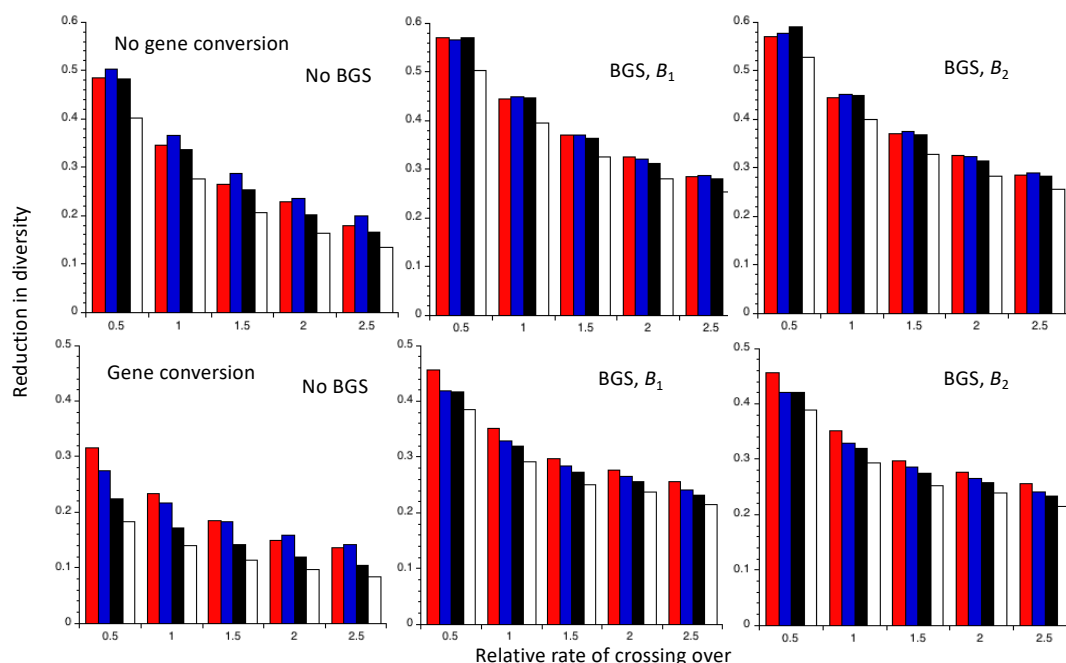 Reduction in diversity
No gene conversion
No BGS
0.6
0.5
0.4
0.3
0.2
0.1
0
0.5 1 1.5 2 2.5
BGS, B1
0.6
0.5
0.4
0.3
0.2
0.1
0
0.5 1 1.5 2 2.5
BGS, B2
0.6
0.5
0.4
0.3
0.2
0.1
0
0.5 1 1.5 2 2.5
Gene conversion
No BGS
0.5
0.4
0.3
0.2
0.1
0
0.5 1 1.5 2 2.5
BGS, B1
0.5
0.4
0.3
0.2
0.1
0
0.5 1 1.5 2 2.5
BGS, B2
0.5
0.4
0.3
0.2
0.1
0
0.5 1 1.5 2 2.5
Relative rate of crossing over